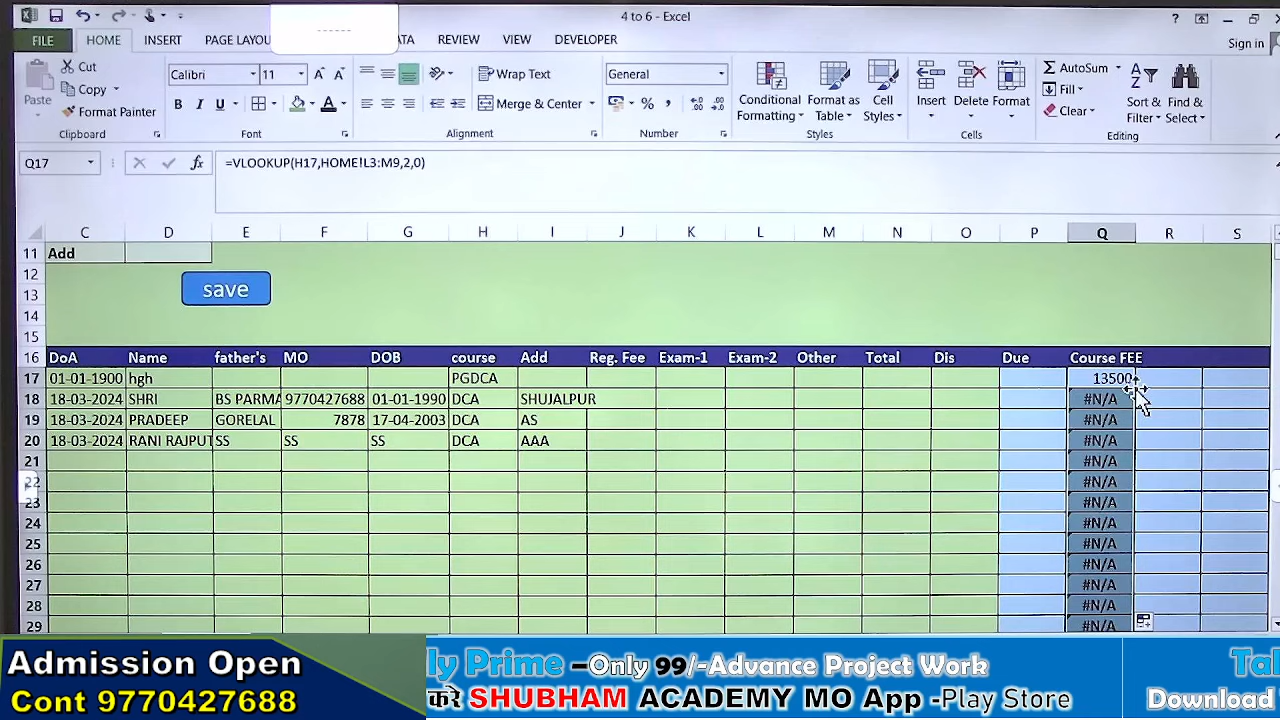 4 to 6 - Excel
FILE HOME INSERT PAGE LAYOU ATA REVIEW VIEW DEVELOPER Sign in
Cut
Copy
Format Painter
Paste
Clipboard
Calibri 11
B I U
Font
Wrap Text
Merge & Center
Alignment
General
Number
Conditional Formatting
Format as Table
Cell Styles
Styles
Insert Delete Format
Cells
AutoSum
Fill
Clear
Sort & Filter
Find & Select
Editing
Q17 fx =VLOOKUP(H17,HOME!L3:M9,2,0)
C D E F G H I J K L M N O P Q R S
11 Add
12
13 save
14
15
16 DoA Name father's MO DOB course Add Reg. Fee Exam-1 Exam-2 Other Total Dis Due Course FEE
17 01-01-1900 hgh PGDCA 13500
18 18-03-2024 SHRI BS PARMA 9770427688 01-01-1990 DCA SHUJALPUR #N/A
19 18-03-2024 PRADEEP GORELAL 7878 17-04-2003 DCA AS #N/A
20 18-03-2024 RANI RAJPUT SS SS SS DCA AAA #N/A
21 #N/A
22 #N/A
23 #N/A
24 #N/A
25 #N/A
26 #N/A
27 #N/A
28 #N/A
29 #N/A
Admission Open
Cont 9770427688
ly Prime –Only 99/-Advance Project Work
करे SHUBHAM ACADEMY MO App -Play Store
Tal
Download